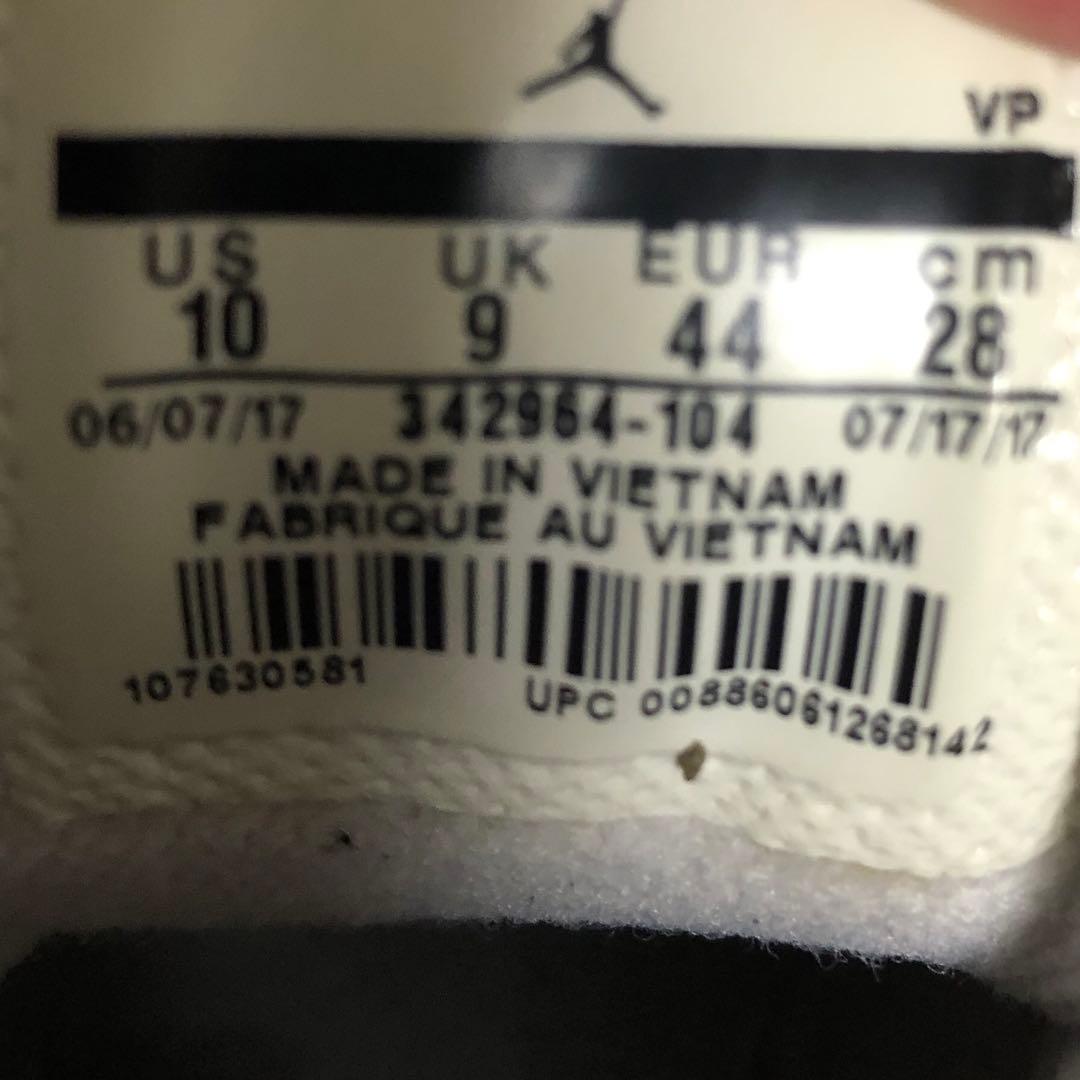 VP
US UK EUR cm
10 9 44 28
06/07/17 342964-104 07/17/17
MADE IN VIETNAM
FABRIQUE AU VIETNAM
107630581 UPC 00886061268142